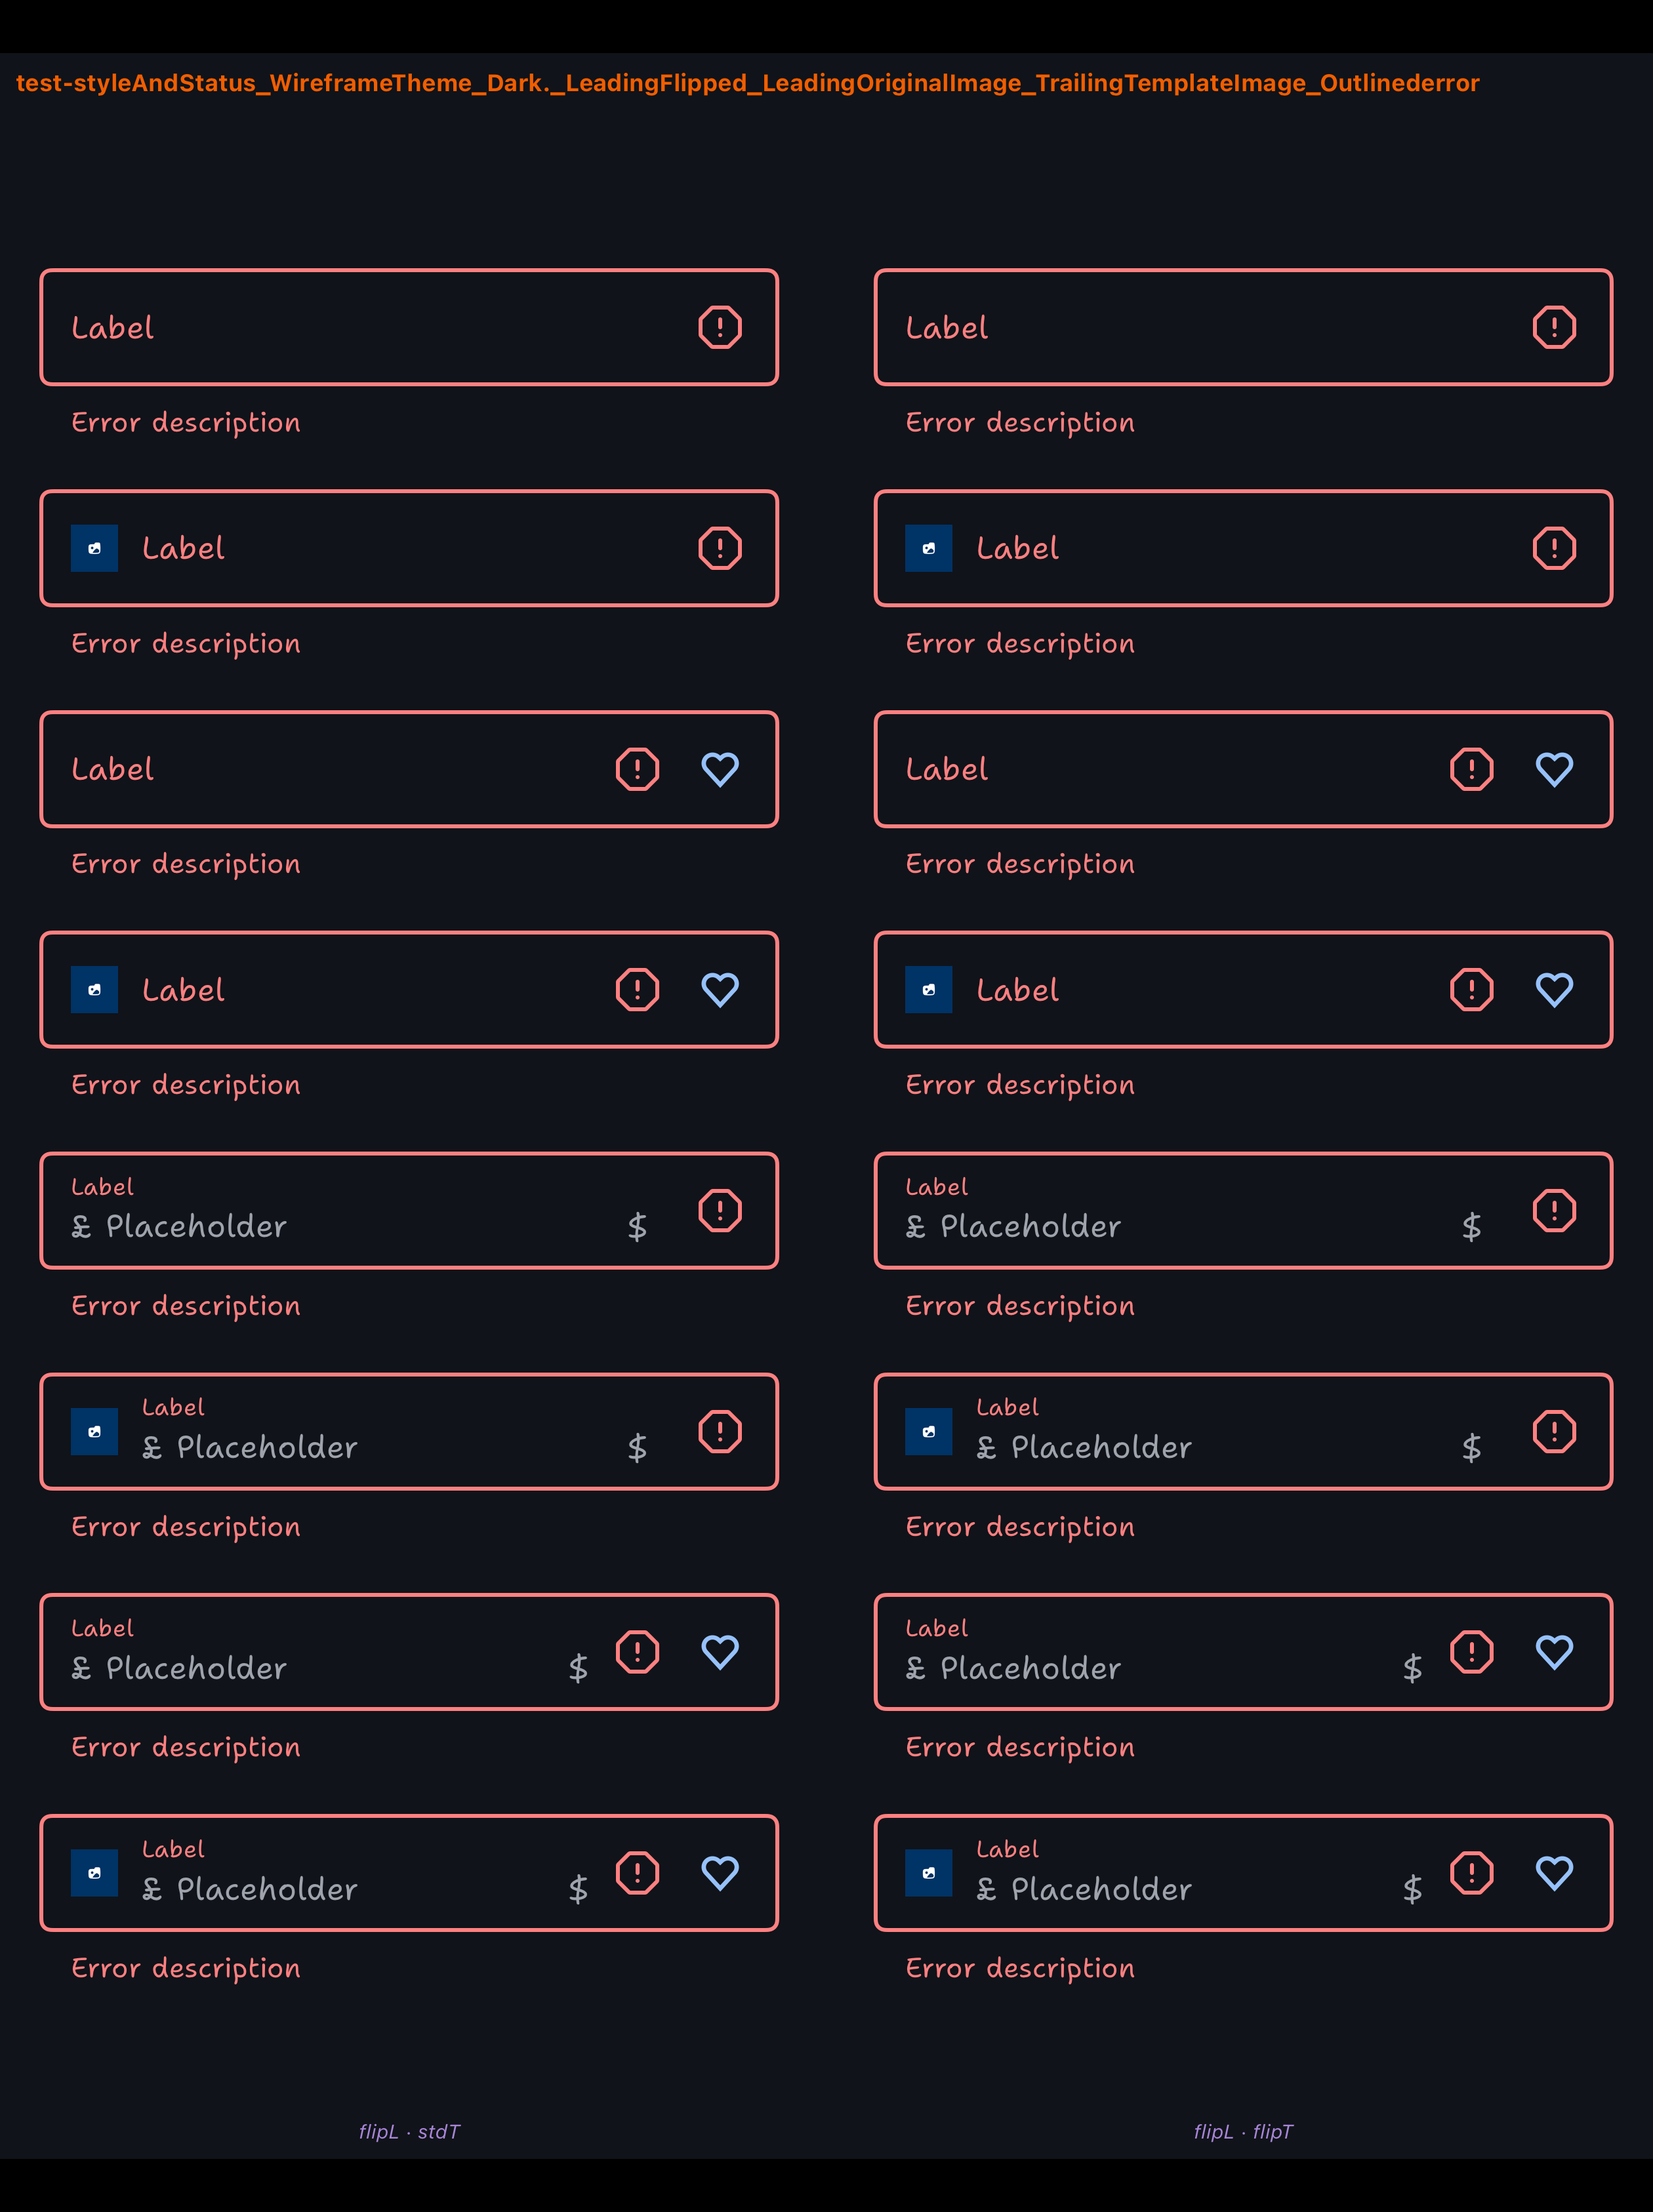 test-styleAndStatus_WireframeTheme_Dark._LeadingFlipped_LeadingOriginalImage_TrailingTemplateImage_Outlinederror
Label
Error description
Label
Error description
Label
Error description
Label
Error description
Label
£ Placeholder $
Error description
Label
£ Placeholder $
Error description
Label
£ Placeholder $
Error description
Label
£ Placeholder $
Error description
flipL · stdT
Label
Error description
Label
Error description
Label
Error description
Label
Error description
Label
£ Placeholder $
Error description
Label
£ Placeholder $
Error description
Label
£ Placeholder $
Error description
Label
£ Placeholder $
Error description
flipL · flipT